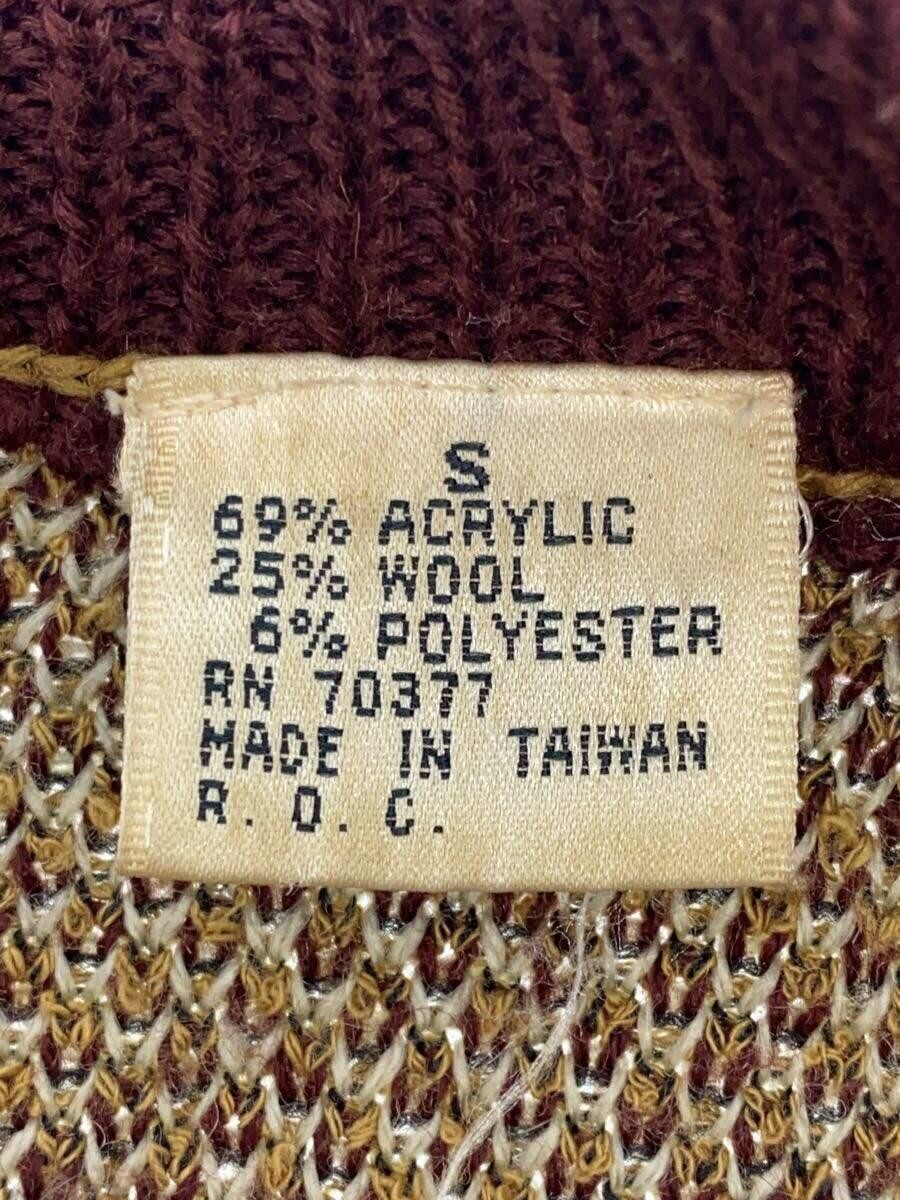 S
69% ACRYLIC
25% WOOL
6% POLYESTER
RN 70377
MADE IN TAIWAN
R.O.C.